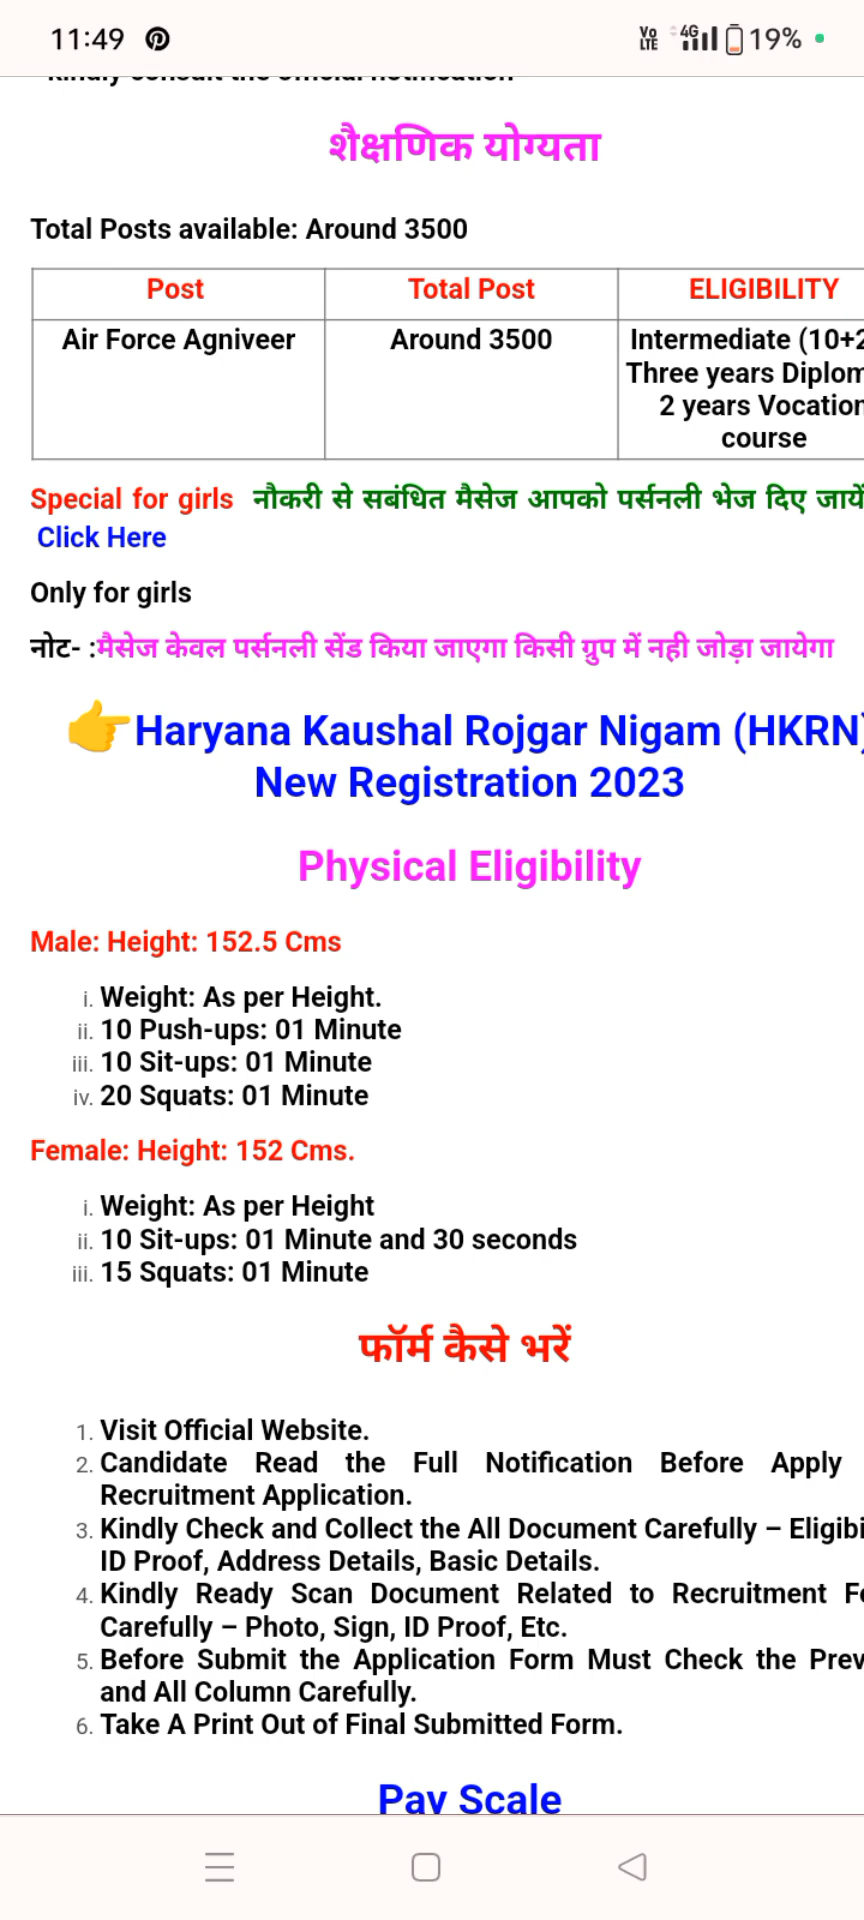 11:49
Vo LTE 4G 19%
शैक्षणिक योग्यता
Total Posts available: Around 3500
Post Total Post ELIGIBILITY
Air Force Agniveer Around 3500 Intermediate (10+2
Three years Diplom
2 years Vocation
course
Special for girls नौकरी से सबंधित मैसेज आपको पर्सनली भेज दिए जायें
Click Here
Only for girls
नोट- :मैसेज केवल पर्सनली सेंड किया जाएगा किसी ग्रुप में नही जोड़ा जायेगा
👉Haryana Kaushal Rojgar Nigam (HKRN)
New Registration 2023
Physical Eligibility
Male: Height: 152.5 Cms
i. Weight: As per Height.
ii. 10 Push-ups: 01 Minute
iii. 10 Sit-ups: 01 Minute
iv. 20 Squats: 01 Minute
Female: Height: 152 Cms.
i. Weight: As per Height
ii. 10 Sit-ups: 01 Minute and 30 seconds
iii. 15 Squats: 01 Minute
फॉर्म कैसे भरें
1. Visit Official Website.
2. Candidate Read the Full Notification Before Apply
Recruitment Application.
3. Kindly Check and Collect the All Document Carefully – Eligibi
ID Proof, Address Details, Basic Details.
4. Kindly Ready Scan Document Related to Recruitment Fo
Carefully – Photo, Sign, ID Proof, Etc.
5. Before Submit the Application Form Must Check the Prev
and All Column Carefully.
6. Take A Print Out of Final Submitted Form.
Pay Scale